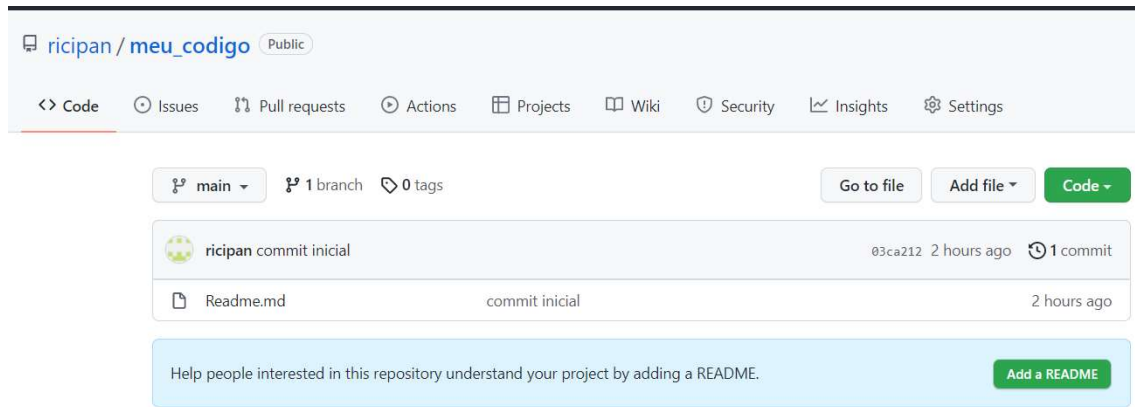 ricipan / meu_codigo Public
<> Code Issues Pull requests Actions Projects Wiki Security Insights Settings
main 1 branch 0 tags Go to file Add file Code
ricipan commit inicial 03ca212 2 hours ago 1 commit
Readme.md commit inicial 2 hours ago
Help people interested in this repository understand your project by adding a README. Add a README